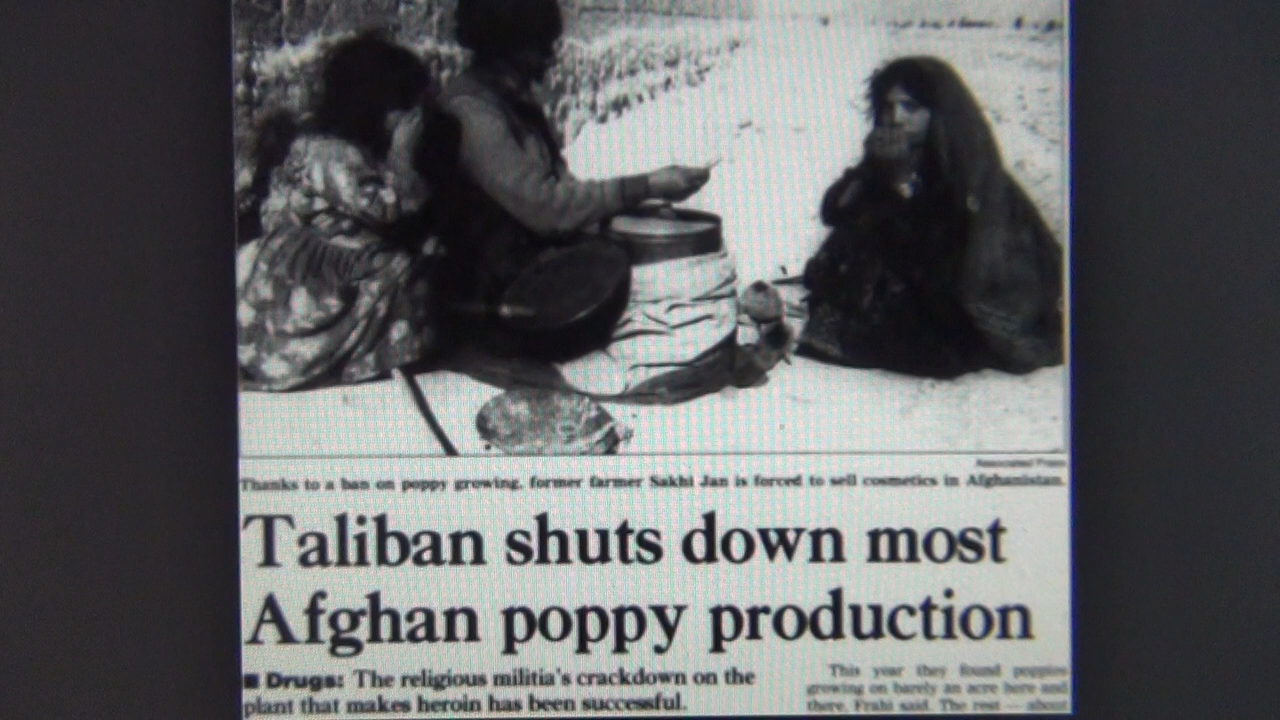 Associated Press
Thanks to a ban on poppy growing, former farmer Sakhi Jan is forced to sell cosmetics in Afghanistan.
Taliban shuts down most
Afghan poppy production
■ Drugs: The religious militia's crackdown on the
plant that makes heroin has been successful.
This year they found poppies
growing on barely an acre here and
there, Frahi said. The rest — about